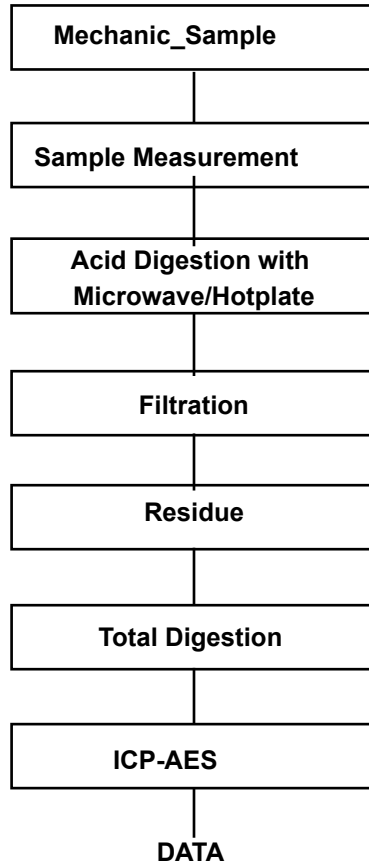 Mechanic_Sample
Sample Measurement
Acid Digestion with
Microwave/Hotplate
Filtration
Residue
Total Digestion
ICP-AES
DATA